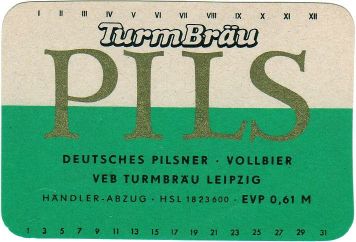 I II III IV V VI VII VIII IX X XI XII
TurmBräu
PILS
DEUTSCHES PILSNER · VOLLBIER
VEB TURMBRÄU LEIPZIG
HÄNDLER-ABZUG · HSL 1823600 · EVP 0,61 M
1 3 5 7 9 11 13 15 17 19 21 23 25 27 29 31